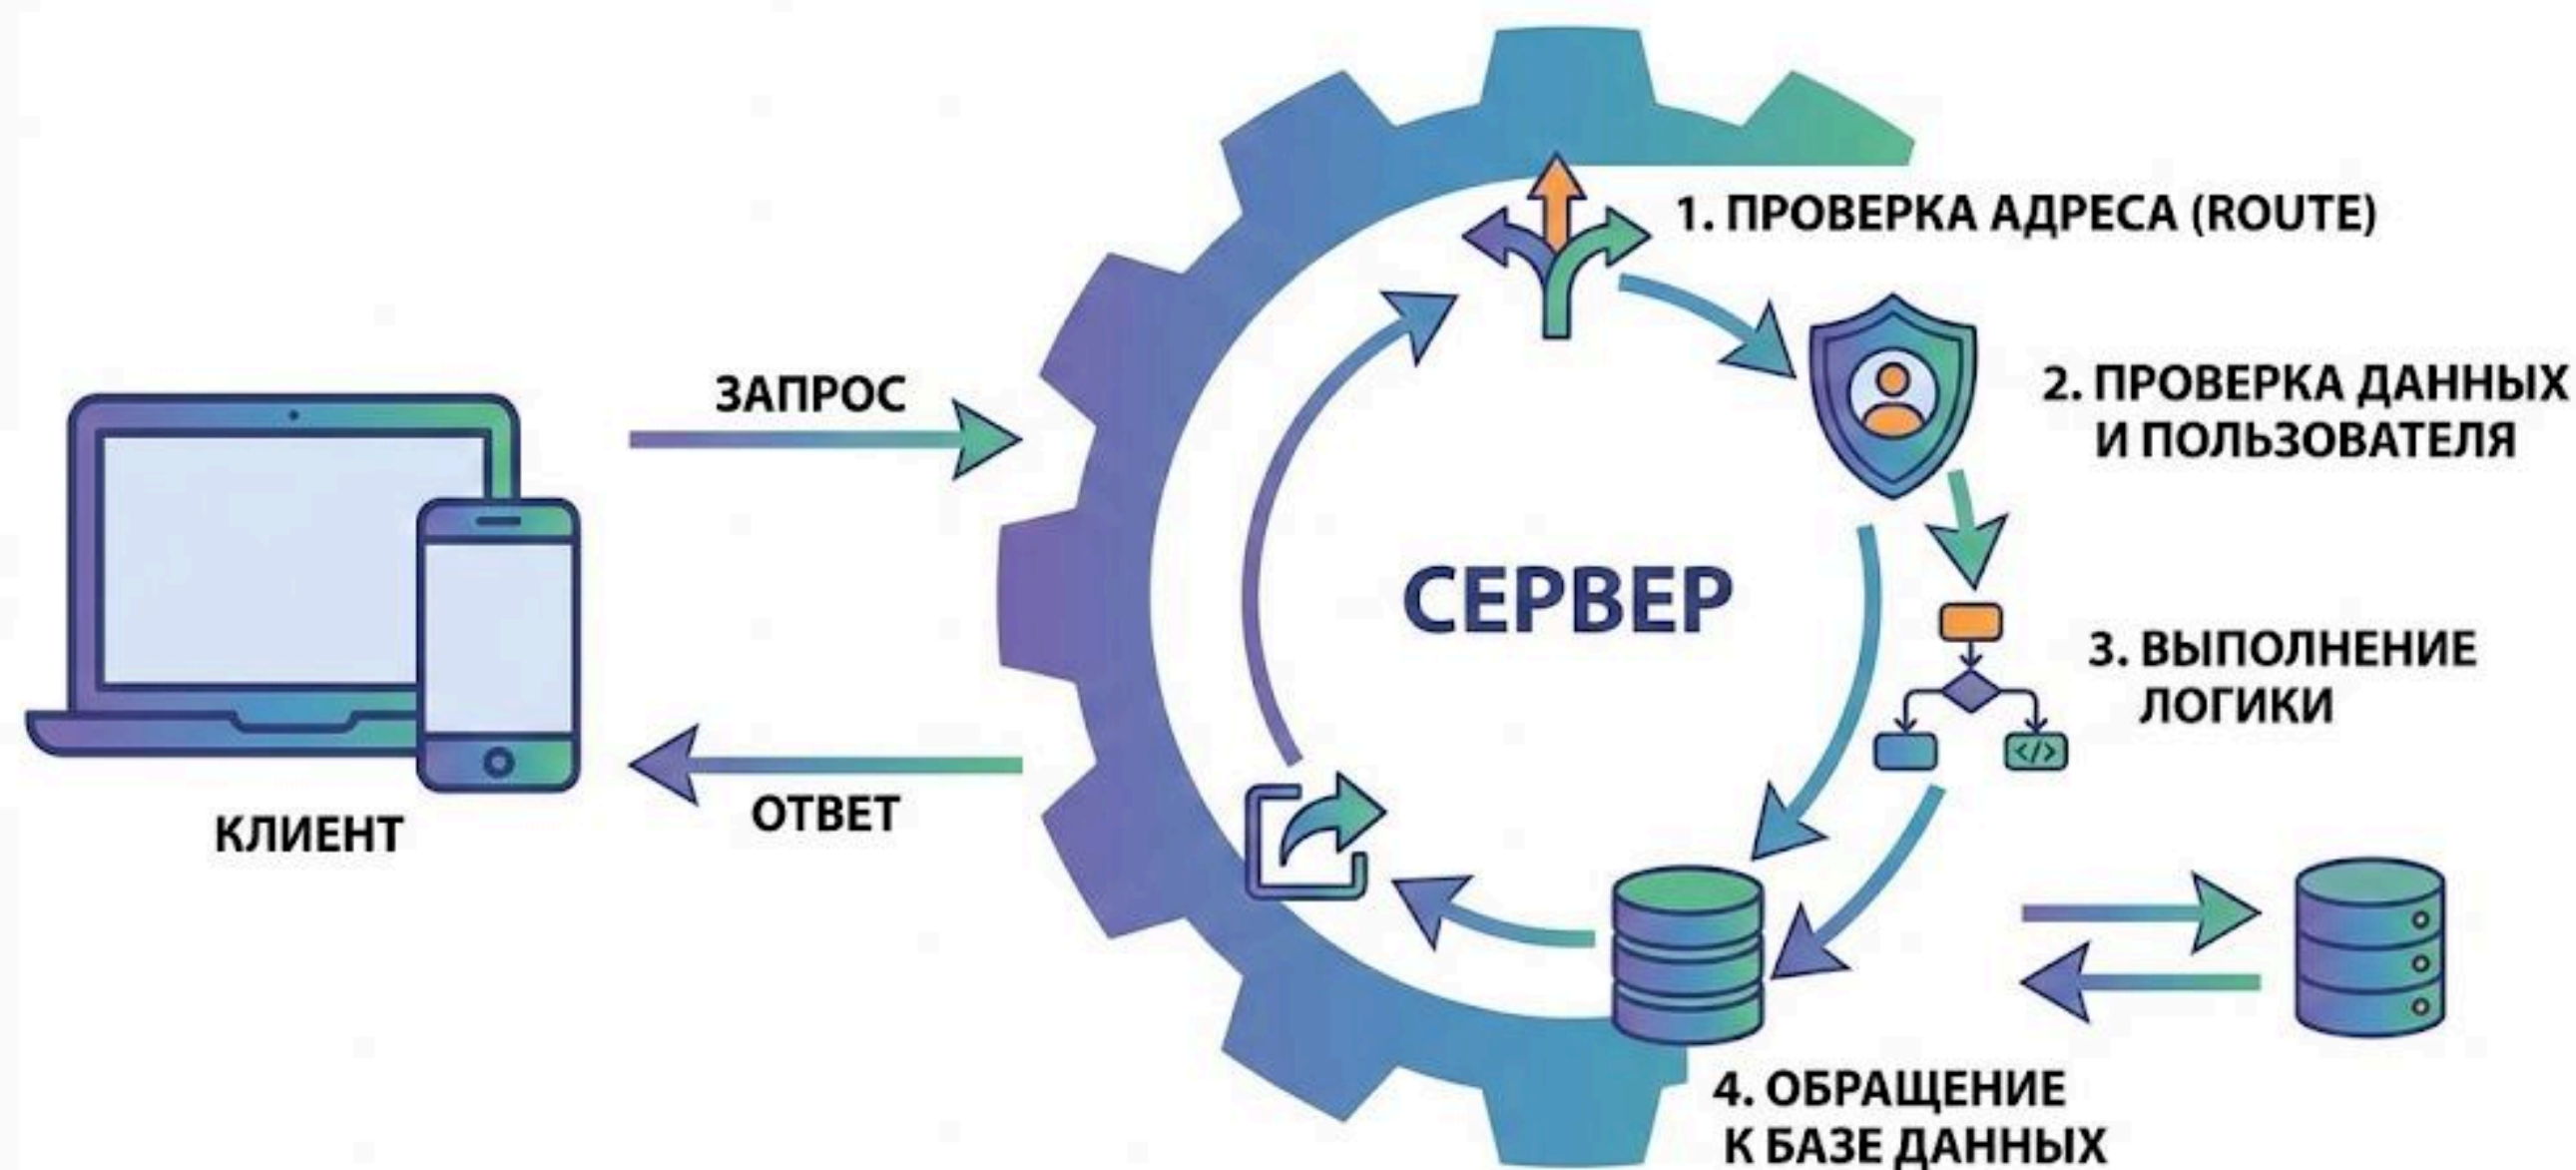 ЗАПРОС
ОТВЕТ
КЛИЕНТ
СЕРВЕР
1. ПРОВЕРКА АДРЕСА (ROUTE)
2. ПРОВЕРКА ДАННЫХ
И ПОЛЬЗОВАТЕЛЯ
3. ВЫПОЛНЕНИЕ
ЛОГИКИ
</>
4. ОБРАЩЕНИЕ
К БАЗЕ ДАННЫХ